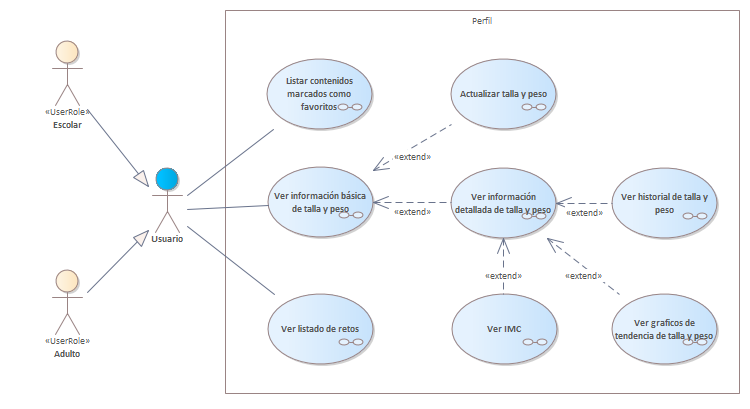 Perfil
Listar contenidos
marcados como
favoritos
Actualizar talla y peso
«UserRole»
Escolar
«extend»
Ver información básica
de talla y peso
Ver información
detallada de talla y peso
Ver historial de talla y
peso
«extend»
«extend»
Usuario
«extend»
«extend»
Ver listado de retos
Ver IMC
Ver graficos de
tendencia de talla y peso
«UserRole»
Adulto